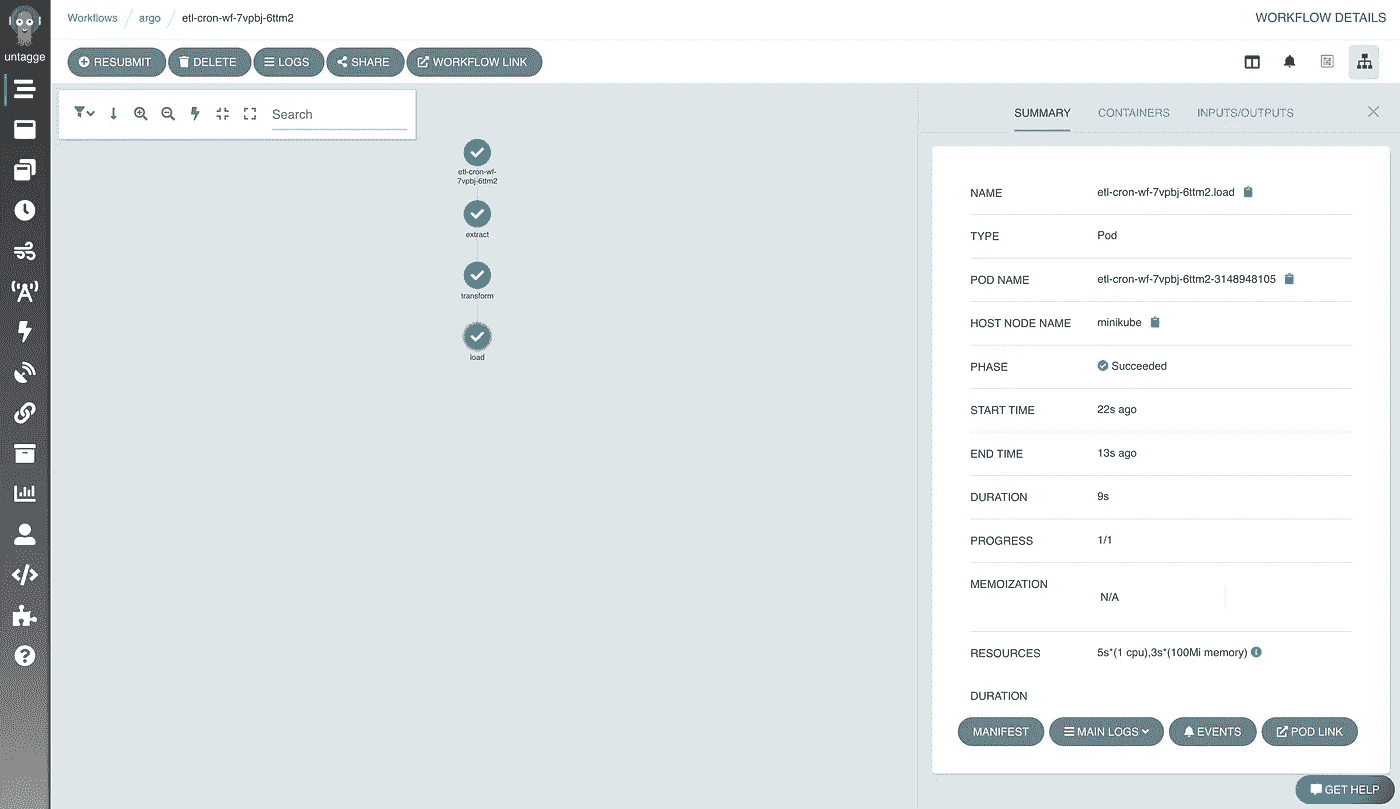 untagge
Workflows / argo / etl-cron-wf-7vpbj-6ttm2
WORKFLOW DETAILS
RESUBMIT
DELETE
LOGS
SHARE
WORKFLOW LINK
Search
etl-cron-wf-
7vpbj-6ttm2
extract
transform
load
SUMMARY
CONTAINERS
INPUTS/OUTPUTS
NAME etl-cron-wf-7vpbj-6ttm2.load
TYPE Pod
POD NAME etl-cron-wf-7vpbj-6ttm2-3148948105
HOST NODE NAME minikube
PHASE Succeeded
START TIME 22s ago
END TIME 13s ago
DURATION 9s
PROGRESS 1/1
MEMOIZATION N/A
RESOURCES 5s*(1 cpu),3s*(100Mi memory)
DURATION
MANIFEST
MAIN LOGS
EVENTS
POD LINK
GET HELP